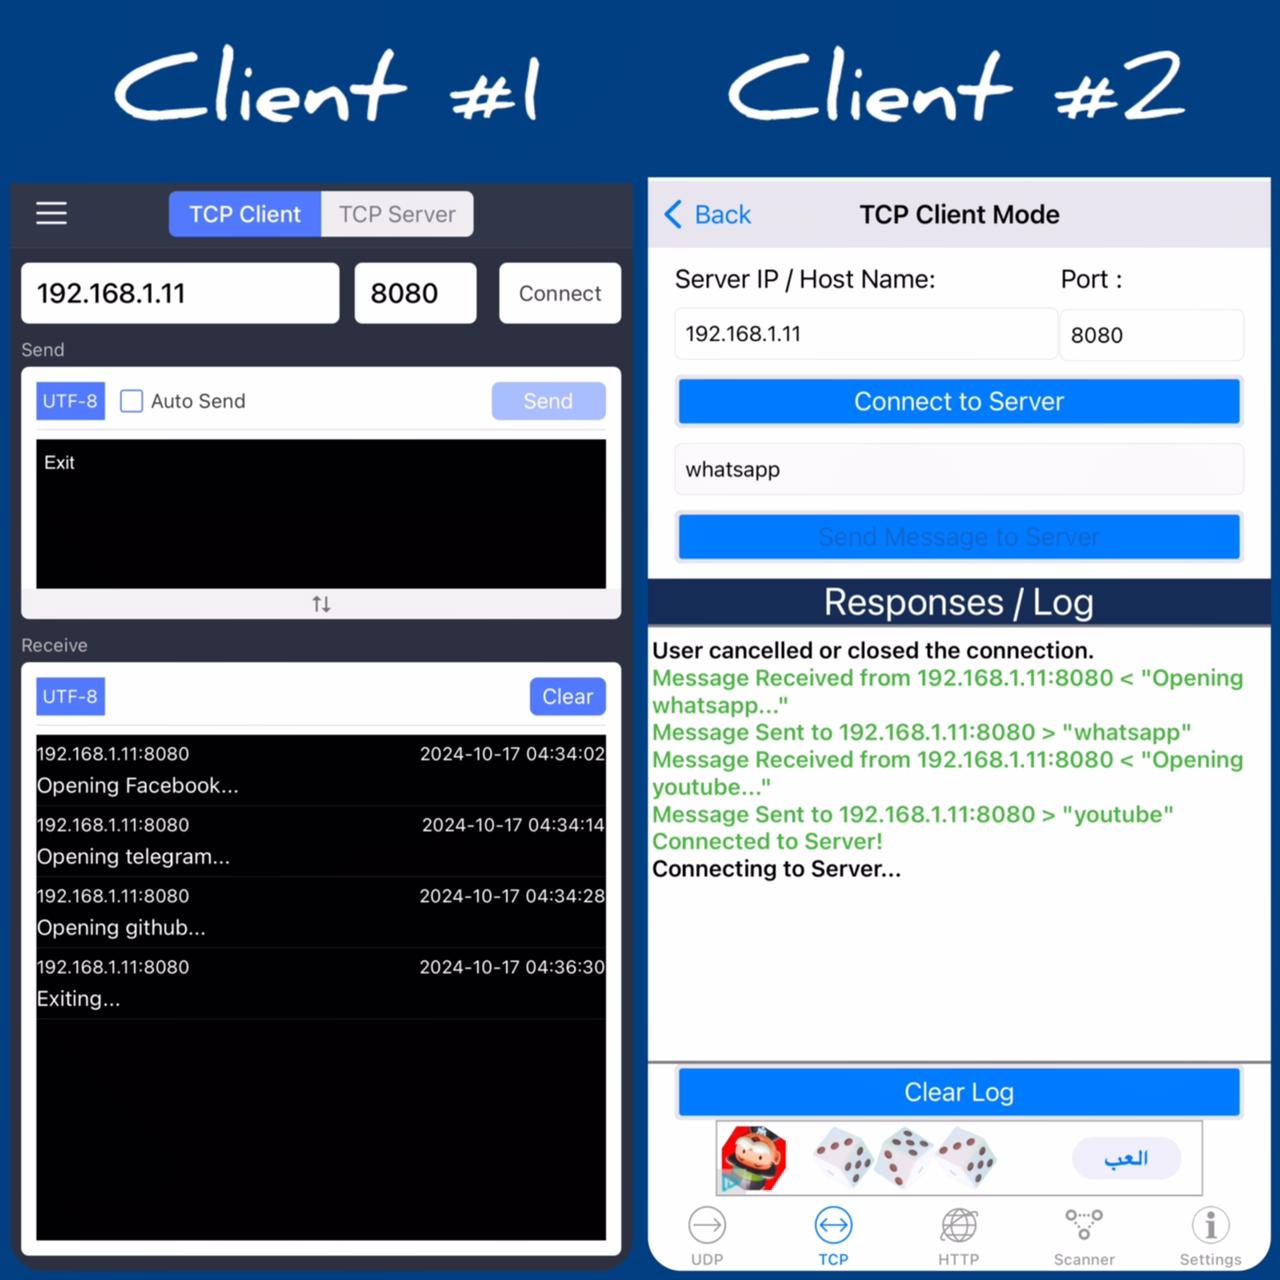 Client #1
TCP Client
TCP Server
192.168.1.11
8080
Connect
Send
UTF-8
Auto Send
Send
Exit
Receive
UTF-8
Clear
192.168.1.11:8080 2024-10-17 04:34:02
Opening Facebook...
192.168.1.11:8080 2024-10-17 04:34:14
Opening telegram...
192.168.1.11:8080 2024-10-17 04:34:28
Opening github...
192.168.1.11:8080 2024-10-17 04:36:30
Exiting...
Client #2
Back
TCP Client Mode
Server IP / Host Name:
Port :
192.168.1.11
8080
Connect to Server
whatsapp
Send Message to Server
Responses / Log
User cancelled or closed the connection.
Message Received from 192.168.1.11:8080 < "Opening
whatsapp..."
Message Sent to 192.168.1.11:8080 > "whatsapp"
Message Received from 192.168.1.11:8080 < "Opening
youtube..."
Message Sent to 192.168.1.11:8080 > "youtube"
Connected to Server!
Connecting to Server...
Clear Log
العب
UDP
TCP
HTTP
Scanner
Settings